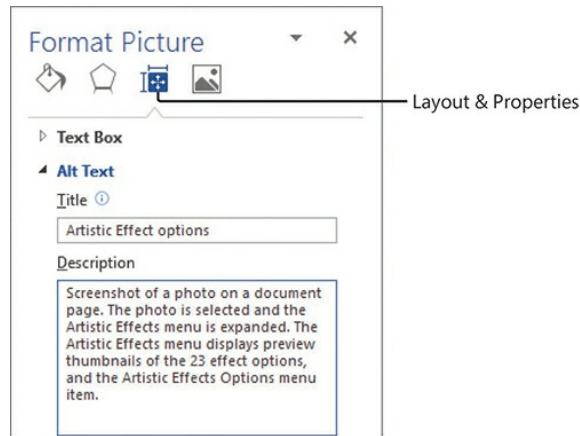 Format Picture
Layout & Properties
Text Box
Alt Text
Title
Artistic Effect options
Description
Screenshot of a photo on a document
page. The photo is selected and the
Artistic Effects menu is expanded. The
Artistic Effects menu displays preview
thumbnails of the 23 effect options,
and the Artistic Effects Options menu
item.